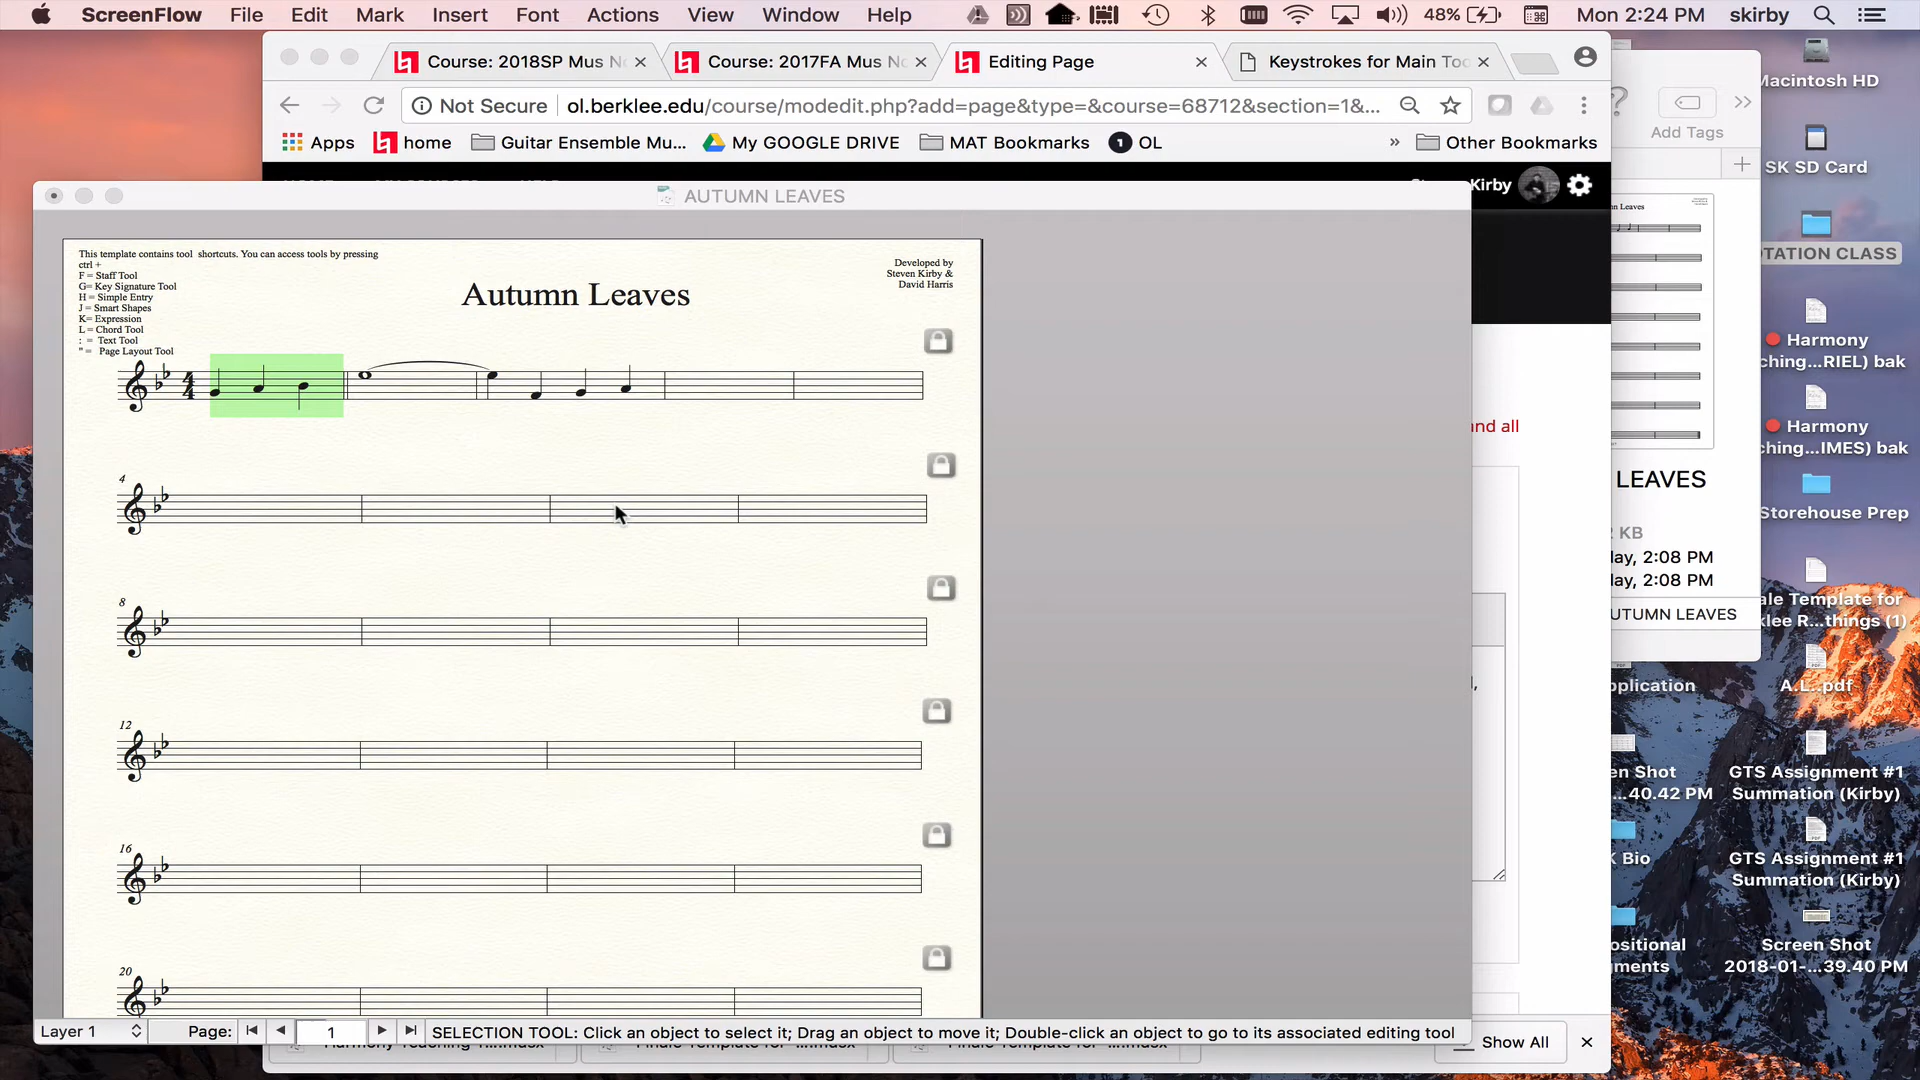 ScreenFlow File Edit Mark Insert Font Actions View Window Help 48% Mon 2:24 PM skirby
Course: 2018SP Mus No
Course: 2017FA Mus No
Editing Page
Keystrokes for Main Too
Not Secure ol.berklee.edu/course/modedit.php?add=page&type=&course=68712&section=1&...
Apps home Guitar Ensemble Mu... My GOOGLE DRIVE MAT Bookmarks OL » Other Bookmarks
Kirby
AUTUMN LEAVES
This template contains tool shortcuts. You can access tools by pressing
ctrl +
F = Staff Tool
G= Key Signature Tool
H = Simple Entry
J = Smart Shapes
K= Expression
L = Chord Tool
: = Text Tool
" = Page Layout Tool
Autumn Leaves
Developed by
Steven Kirby &
David Harris
4
4
4
8
12
16
20
Layer 1 Page: 1 SELECTION TOOL: Click an object to select it; Drag an object to move it; Double-click an object to go to its associated editing tool
Show All
and all
Add Tags
LEAVES
KB
ay, 2:08 PM
ay, 2:08 PM
UTUMN LEAVES
Macintosh HD
SK SD Card
TATION CLASS
Harmony
ching...RIEL) bak
Harmony
ching...IMES) bak
Storehouse Prep
ale Template for
klee R...things (1)
pplication
A.L..pdf
en Shot
...40.42 PM
GTS Assignment #1
Summation (Kirby)
K Bio
GTS Assignment #1
Summation (Kirby)
ositional
ments
Screen Shot
2018-01-...39.40 PM